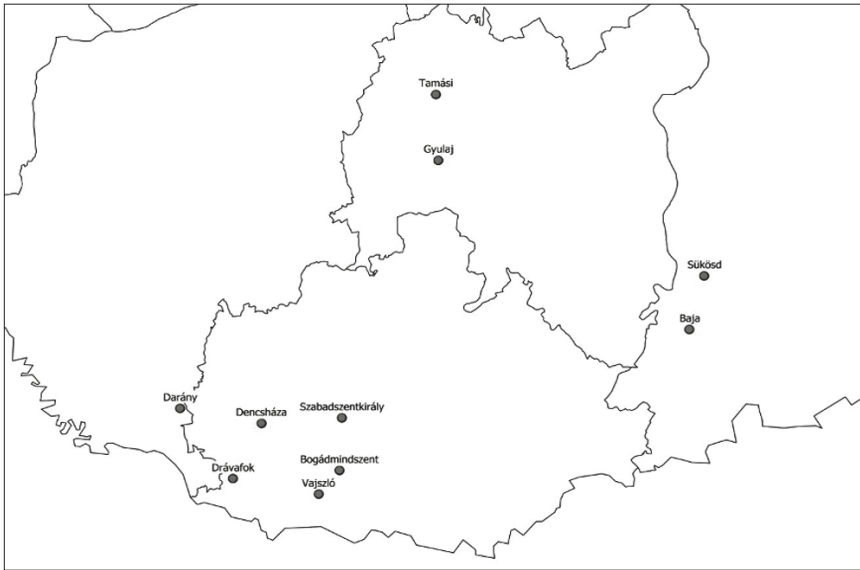 Tamási
Gyulaj
Sükösd
Baja
Darány
Dencsháza
Szabadszentkirály
Drávafok
Bogádmindszent
Vajszló